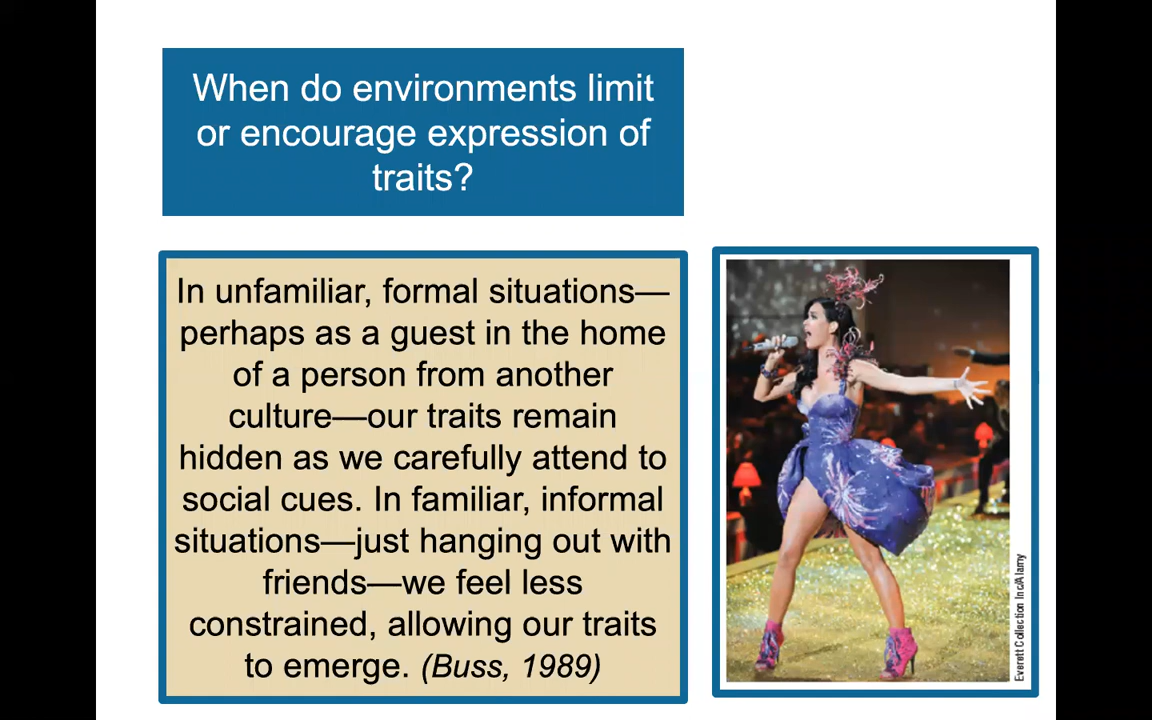 When do environments limit
or encourage expression of
traits?
In unfamiliar, formal situations—
perhaps as a guest in the home
of a person from another
culture—our traits remain
hidden as we carefully attend to
social cues. In familiar, informal
situations—just hanging out with
friends—we feel less
constrained, allowing our traits
to emerge. (Buss, 1989)
Everett Collection Inc/Alamy